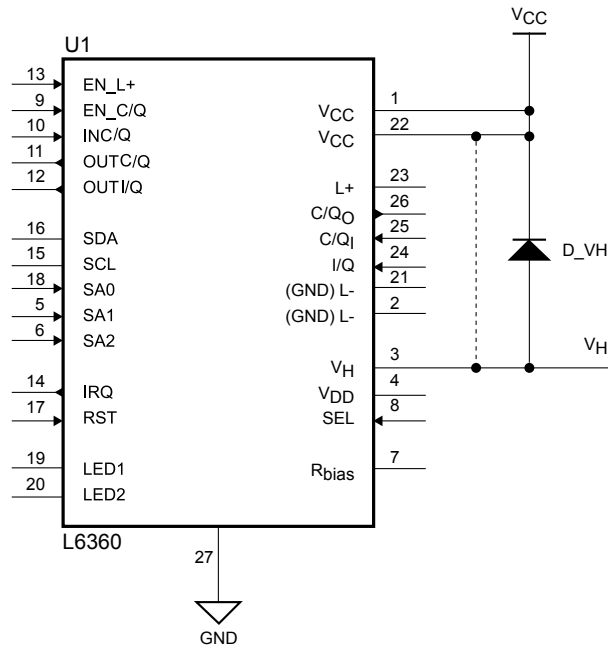 VCC
U1
13 EN_L+
9 EN_C/Q
10 INC/Q
11 OUTC/Q
12 OUTI/Q
16 SDA
15 SCL
18 SA0
5 SA1
6 SA2
14 IRQ
17 RST
19 LED1
20 LED2
VCC 1
VCC 22
L+ 23
C/QO 26
C/QI 25
I/Q 24
(GND) L- 21
(GND) L- 2
VH 3
VDD 4
SEL 8
Rbias 7
D_VH
VH
L6360
27
GND